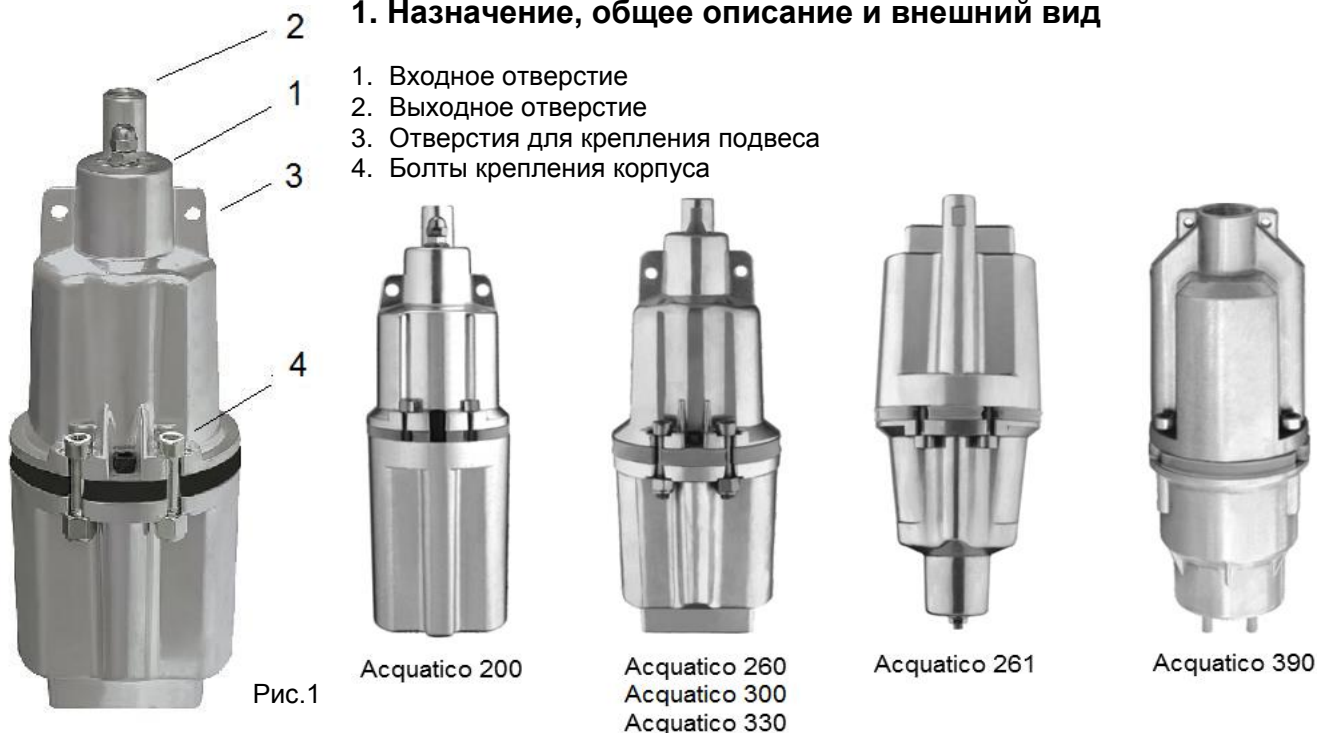 1. Назначение, общее описание и внешний вид
2
1
3
4
1. Входное отверстие
2. Выходное отверстие
3. Отверстия для крепления подвеса
4. Болты крепления корпуса
Рис.1
Acquatico 200
Acquatico 260
Acquatico 300
Acquatico 330
Acquatico 261
Acquatico 390